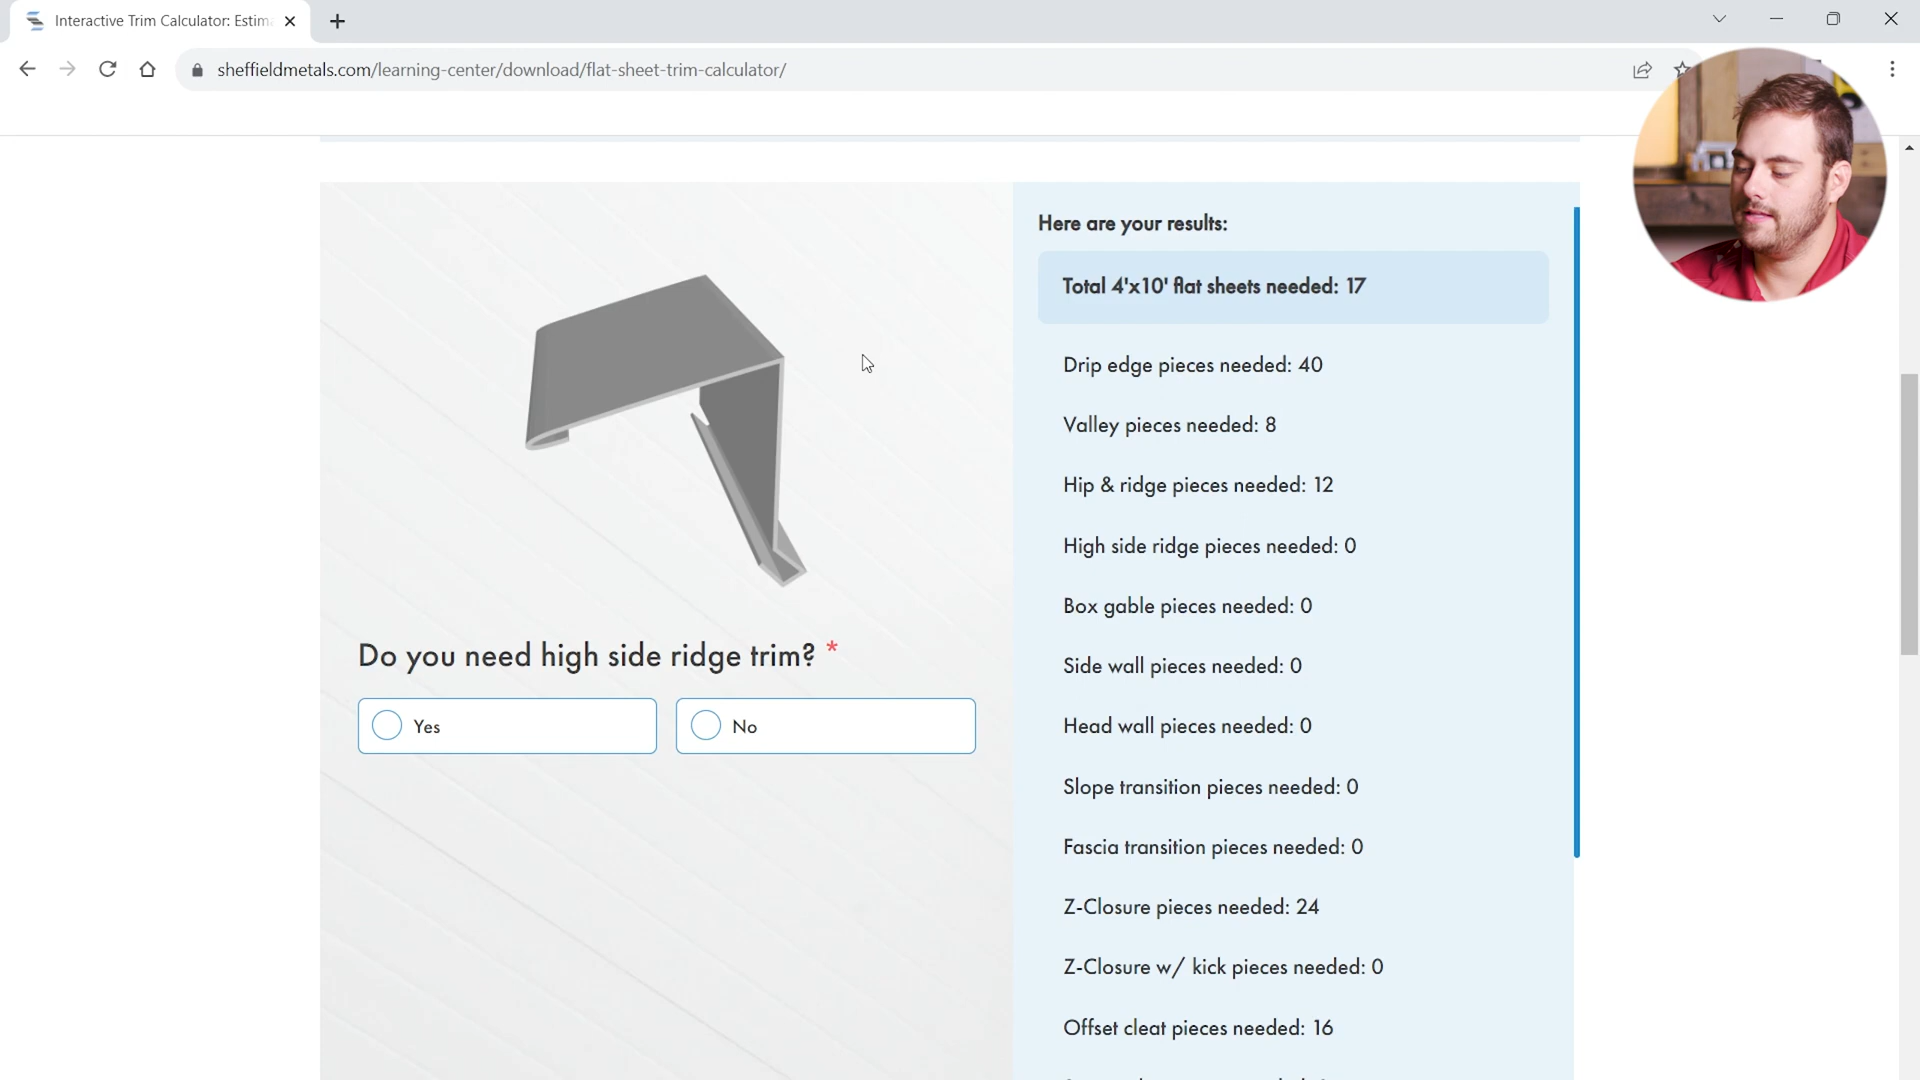 Interactive Trim Calculator: Estim
sheffieldmetals.com/learning-center/download/flat-sheet-trim-calculator/
Here are your results:
Total 4'x10' flat sheets needed: 17
Drip edge pieces needed: 40
Valley pieces needed: 8
Hip & ridge pieces needed: 12
High side ridge pieces needed: 0
Box gable pieces needed: 0
Side wall pieces needed: 0
Head wall pieces needed: 0
Slope transition pieces needed: 0
Fascia transition pieces needed: 0
Z-Closure pieces needed: 24
Z-Closure w/ kick pieces needed: 0
Offset cleat pieces needed: 16
Do you need high side ridge trim? *
Yes
No